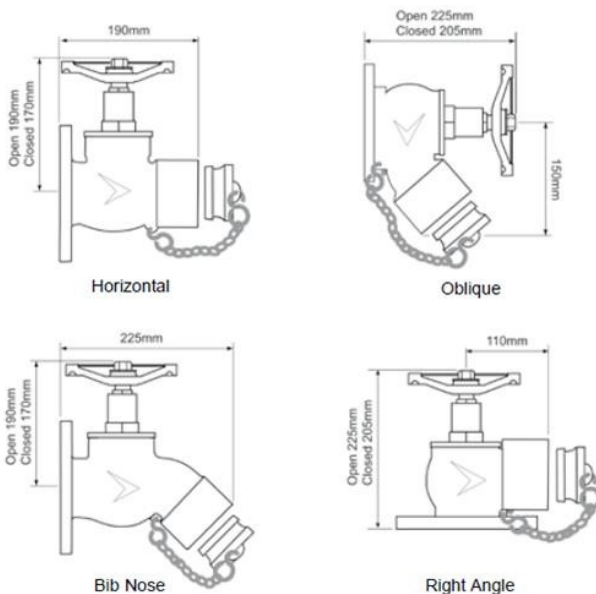 190mm
Open 190mm
Closed 170mm
Horizontal
Open 225mm
Closed 205mm
150mm
Oblique
225mm
Open 190mm
Closed 170mm
Bib Nose
110mm
Open 225mm
Closed 205mm
Right Angle